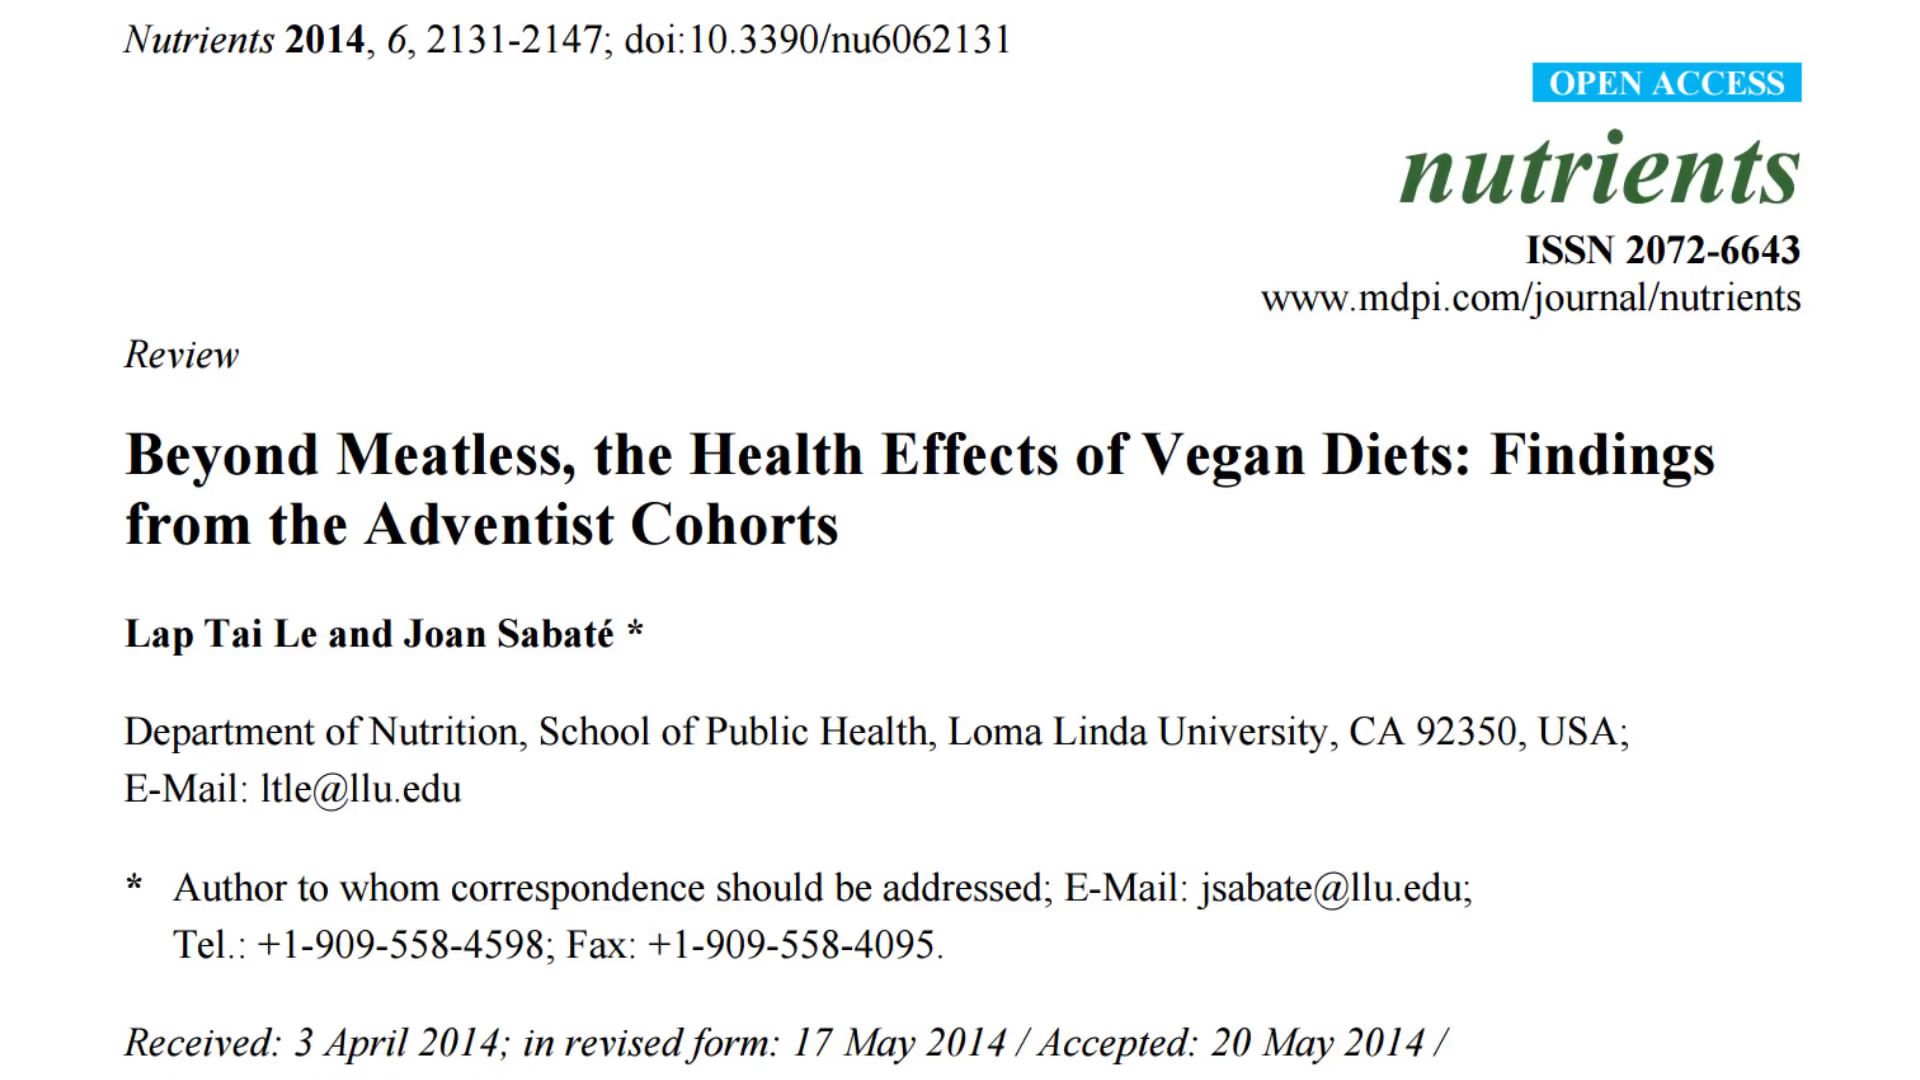 Nutrients 2014, 6, 2131-2147; doi:10.3390/nu6062131
OPEN ACCESS
nutrients
ISSN 2072-6643
www.mdpi.com/journal/nutrients
Review
Beyond Meatless, the Health Effects of Vegan Diets: Findings
from the Adventist Cohorts
Lap Tai Le and Joan Sabaté *
Department of Nutrition, School of Public Health, Loma Linda University, CA 92350, USA;
E-Mail: ltle@llu.edu
* Author to whom correspondence should be addressed; E-Mail: jsabate@llu.edu;
Tel.: +1-909-558-4598; Fax: +1-909-558-4095.
Received: 3 April 2014; in revised form: 17 May 2014 / Accepted: 20 May 2014 /